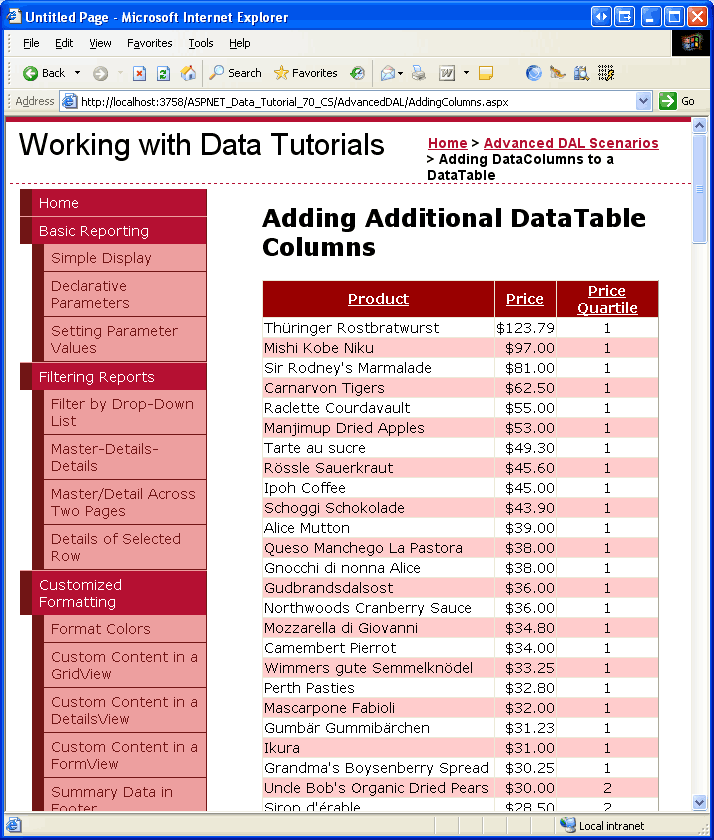 Untitled Page - Microsoft Internet Explorer
File Edit View Favorites Tools Help
Back Search Favorites
Address http://localhost:3758/ASPNET_Data_Tutorial_70_CS/AdvancedDAL/AddingColumns.aspx Go
Working with Data Tutorials
Home > Advanced DAL Scenarios
> Adding DataColumns to a
DataTable
Home
Basic Reporting
Simple Display
Declarative
Parameters
Setting Parameter
Values
Filtering Reports
Filter by Drop-Down
List
Master-Details-
Details
Master/Detail Across
Two Pages
Details of Selected
Row
Customized
Formatting
Format Colors
Custom Content in a
GridView
Custom Content in a
DetailsView
Custom Content in a
FormView
Summary Data in
Footer
Adding Additional DataTable
Columns
Product Price Price
Quartile
Thüringer Rostbratwurst $123.79 1
Mishi Kobe Niku $97.00 1
Sir Rodney's Marmalade $81.00 1
Carnarvon Tigers $62.50 1
Raclette Courdavault $55.00 1
Manjimup Dried Apples $53.00 1
Tarte au sucre $49.30 1
Rössle Sauerkraut $45.60 1
Ipoh Coffee $45.00 1
Schoggi Schokolade $43.90 1
Alice Mutton $39.00 1
Queso Manchego La Pastora $38.00 1
Gnocchi di nonna Alice $38.00 1
Gudbrandsdalsost $36.00 1
Northwoods Cranberry Sauce $36.00 1
Mozzarella di Giovanni $34.80 1
Camembert Pierrot $34.00 1
Wimmers gute Semmelknödel $33.25 1
Perth Pasties $32.80 1
Mascarpone Fabioli $32.00 1
Gumbär Gummibärchen $31.23 1
Ikura $31.00 1
Grandma's Boysenberry Spread $30.25 1
Uncle Bob's Organic Dried Pears $30.00 2
Sirop d'érable $28.50 2
Local intranet